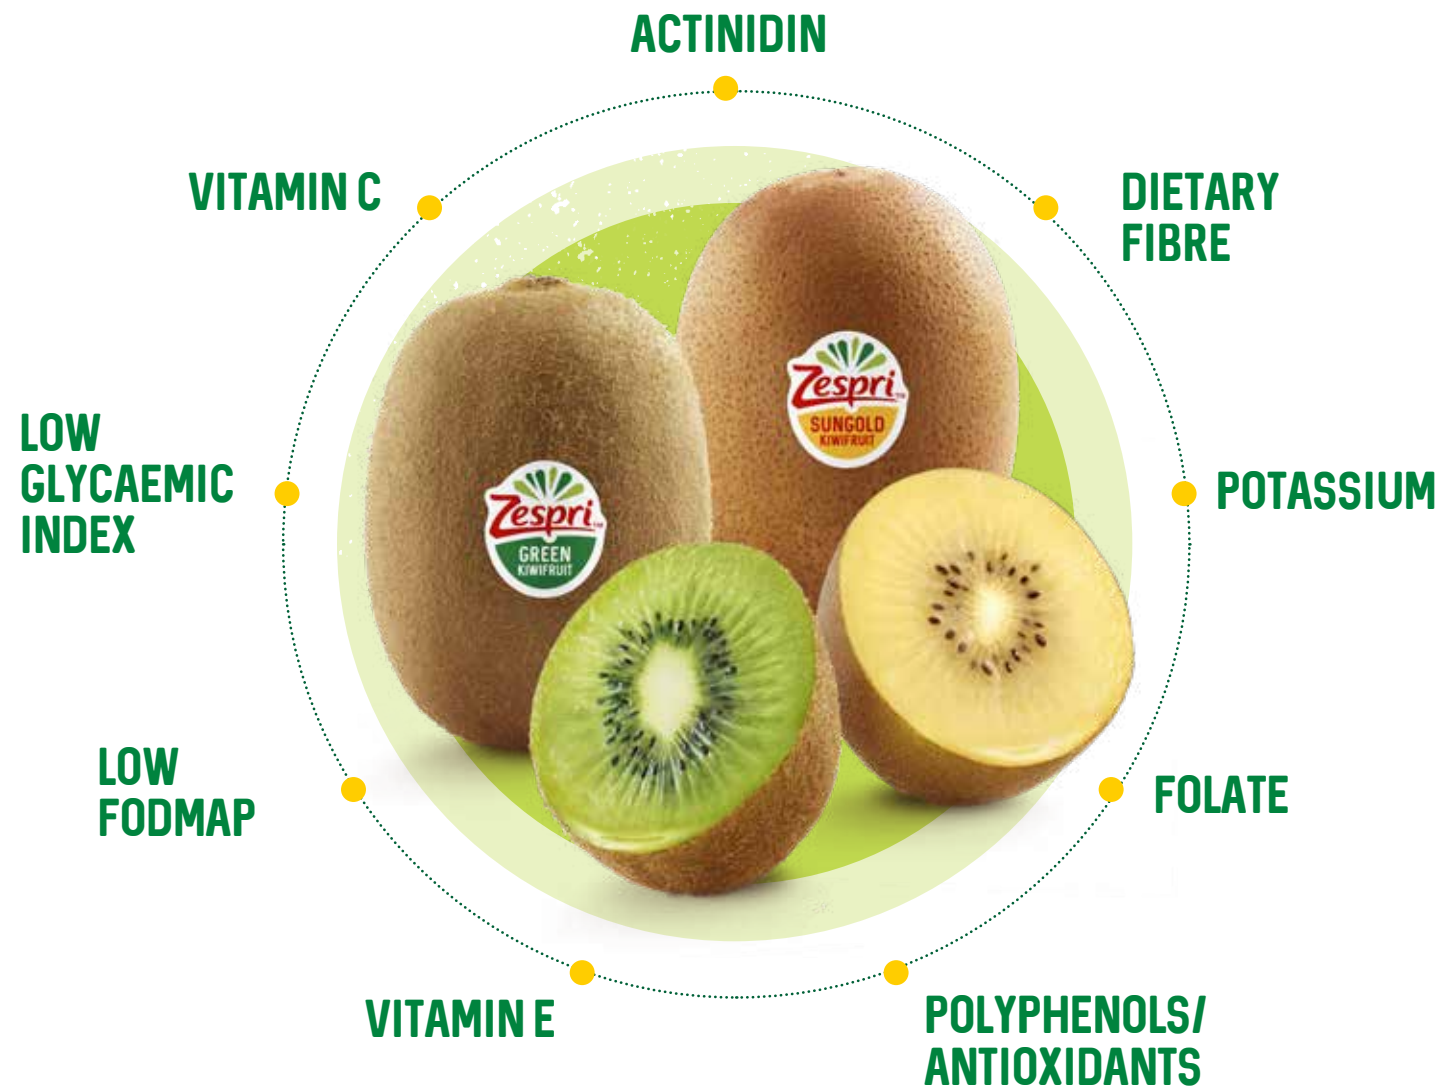 ACTINIDIN
VITAMIN C
DIETARY
FIBRE
Zespri
SUNGOLD
KIWIFRUIT
LOW
GLYCAEMIC
INDEX
POTASSIUM
Zespri
GREEN
KIWIFRUIT
LOW
FODMAP
FOLATE
VITAMIN E
POLYPHENOLS/
ANTIOXIDANTS